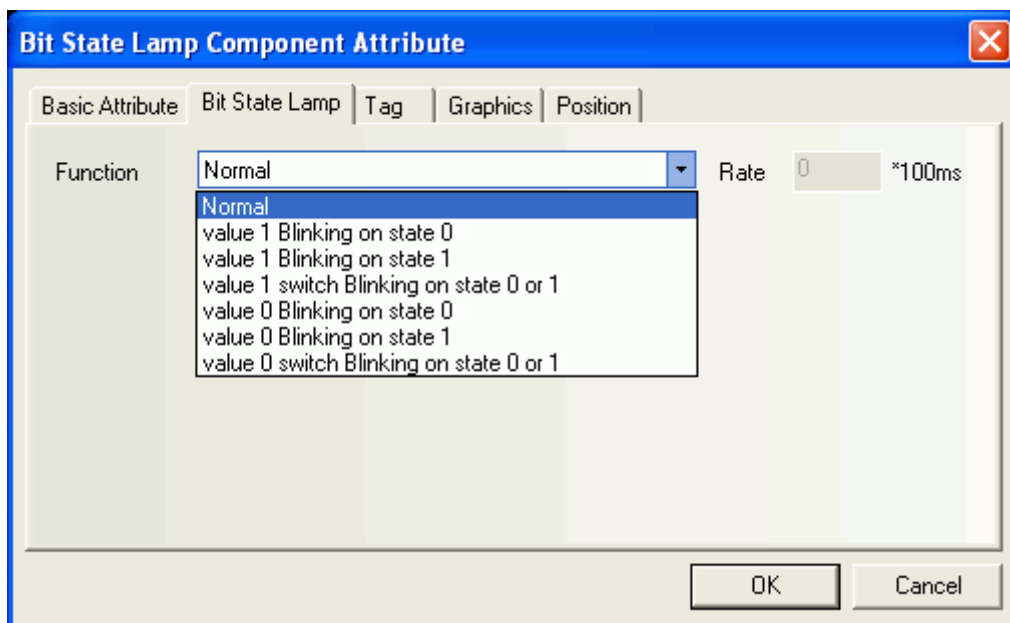 Bit State Lamp Component Attribute
Basic Attribute Bit State Lamp Tag Graphics Position
Function Normal Rate 0 *100ms
Normal
value 1 Blinking on state 0
value 1 Blinking on state 1
value 1 switch Blinking on state 0 or 1
value 0 Blinking on state 0
value 0 Blinking on state 1
value 0 switch Blinking on state 0 or 1
OK Cancel